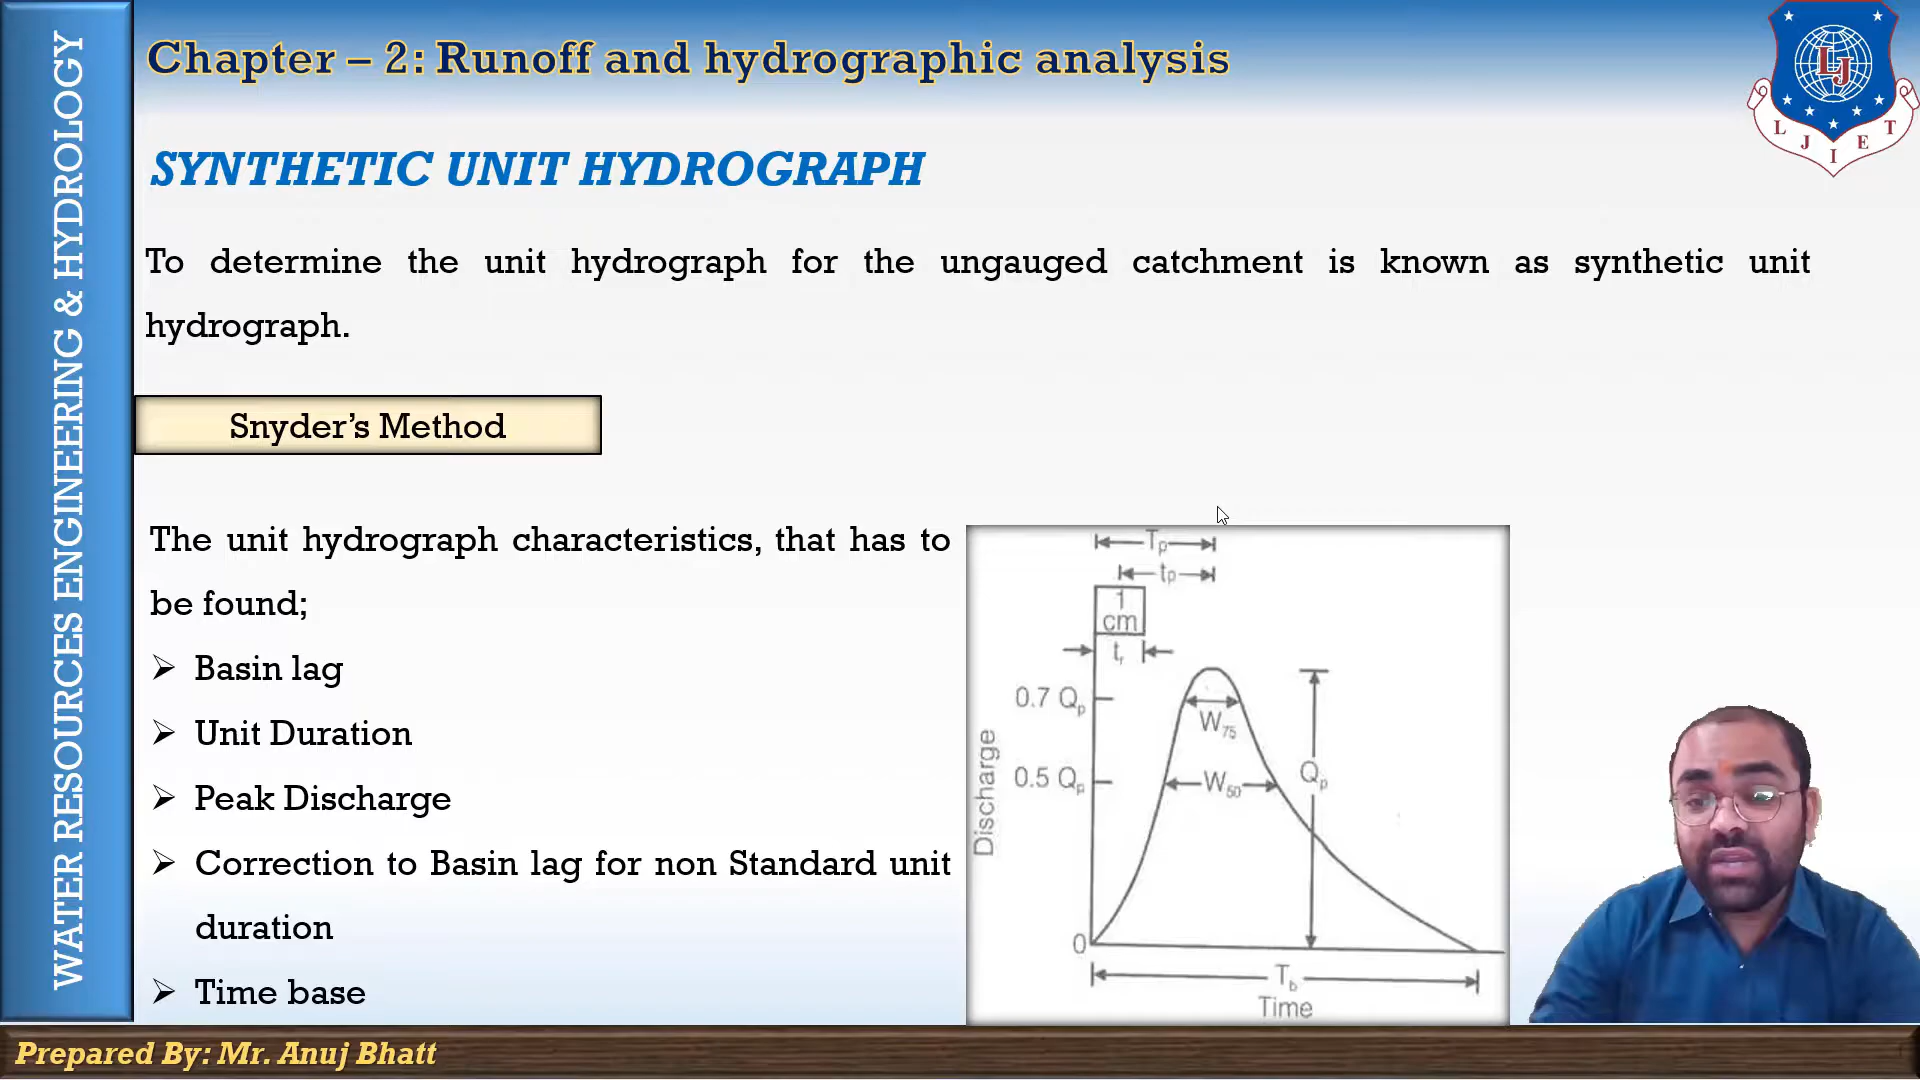 WATER RESOURCES ENGINEERING & HYDROLOGY
Chapter – 2: Runoff and hydrographic analysis
L J I E T
LJ
SYNTHETIC UNIT HYDROGRAPH
To determine the unit hydrograph for the ungauged catchment is known as synthetic unit
hydrograph.
Snyder’s Method
The unit hydrograph characteristics, that has to
be found;
➢ Basin lag
➢ Unit Duration
➢ Peak Discharge
➢ Correction to Basin lag for non Standard unit
duration
➢ Time base
Tp
tp
1
cm
tr
0.7 Qp
W75
0.5 Qp
W50
Qp
Discharge
0
Tb
Time
Prepared By: Mr. Anuj Bhatt